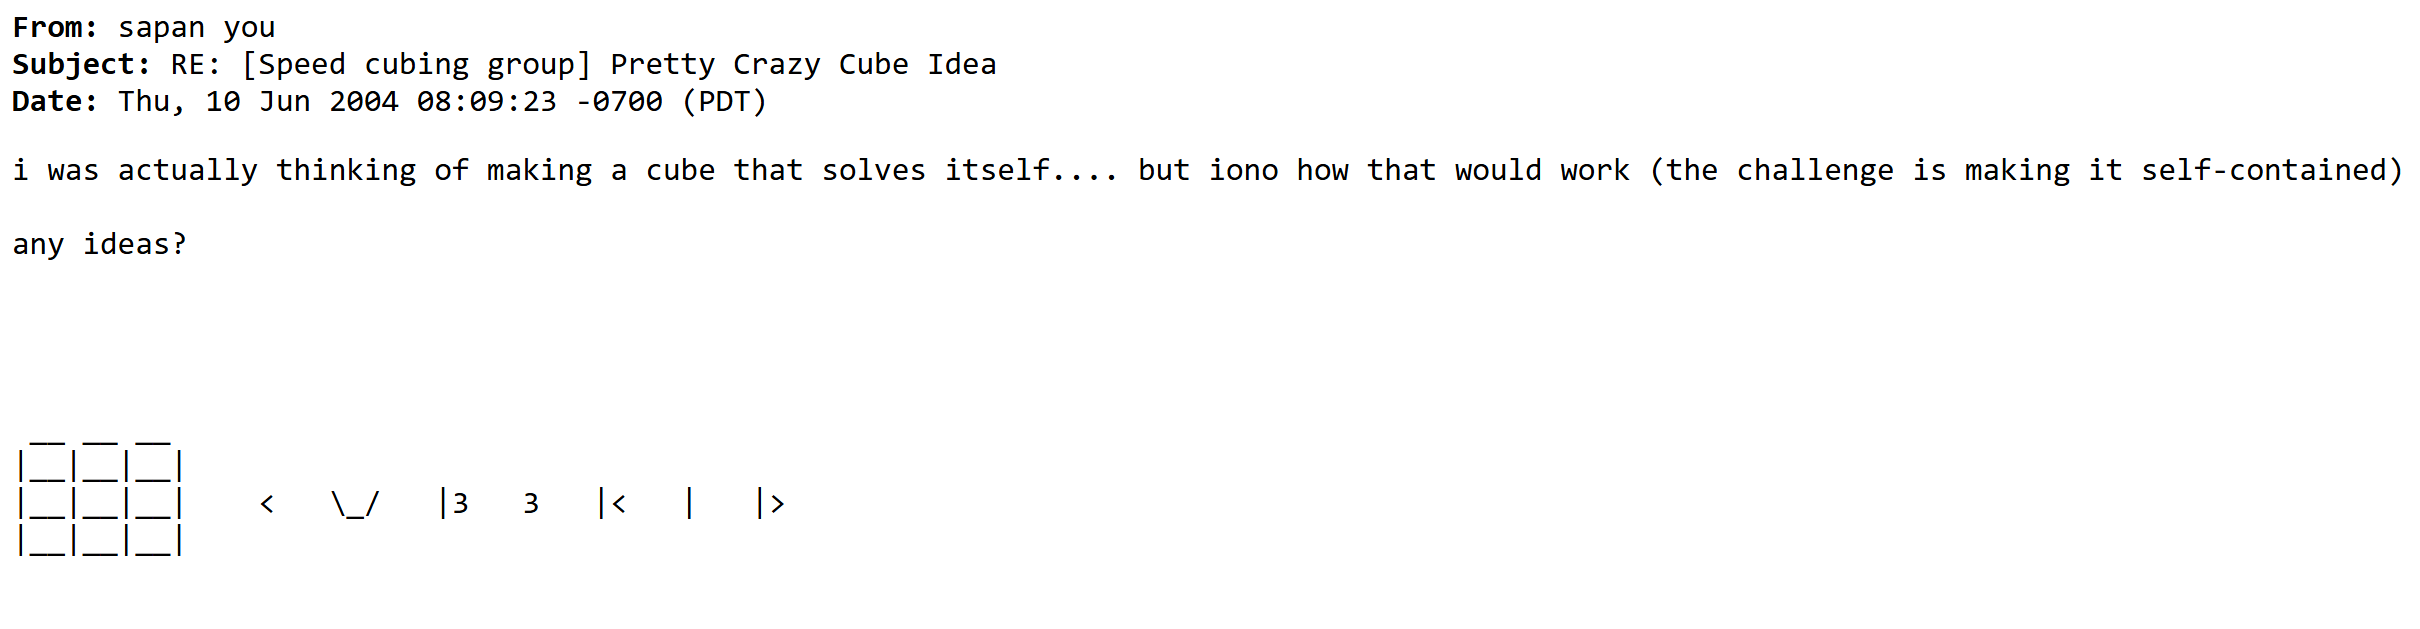 From: sapan you
Subject: RE: [Speed cubing group] Pretty Crazy Cube Idea
Date: Thu, 10 Jun 2004 08:09:23 -0700 (PDT)
i was actually thinking of making a cube that solves itself.... but iono how that would work (the challenge is making it self-contained)
any ideas?
 __ __ __
|__|__|__|
|__|__|__|    <   \_/   |3   3   |<   |   |>
|__|__|__|